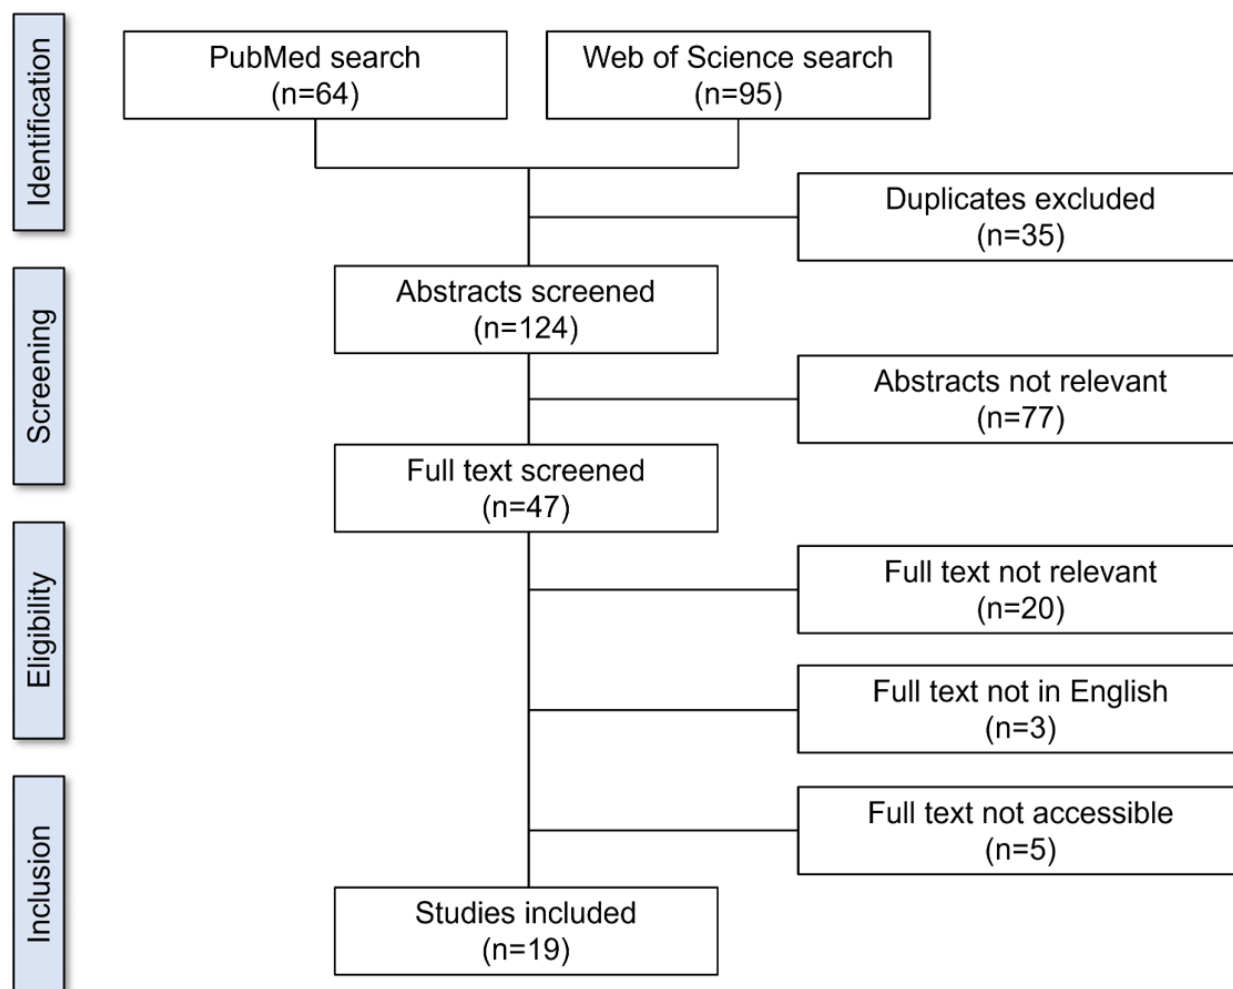 Identification
PubMed search
(n=64)
Web of Science search
(n=95)
Duplicates excluded
(n=35)
Screening
Abstracts screened
(n=124)
Abstracts not relevant
(n=77)
Full text screened
(n=47)
Eligibility
Full text not relevant
(n=20)
Full text not in English
(n=3)
Inclusion
Full text not accessible
(n=5)
Studies included
(n=19)